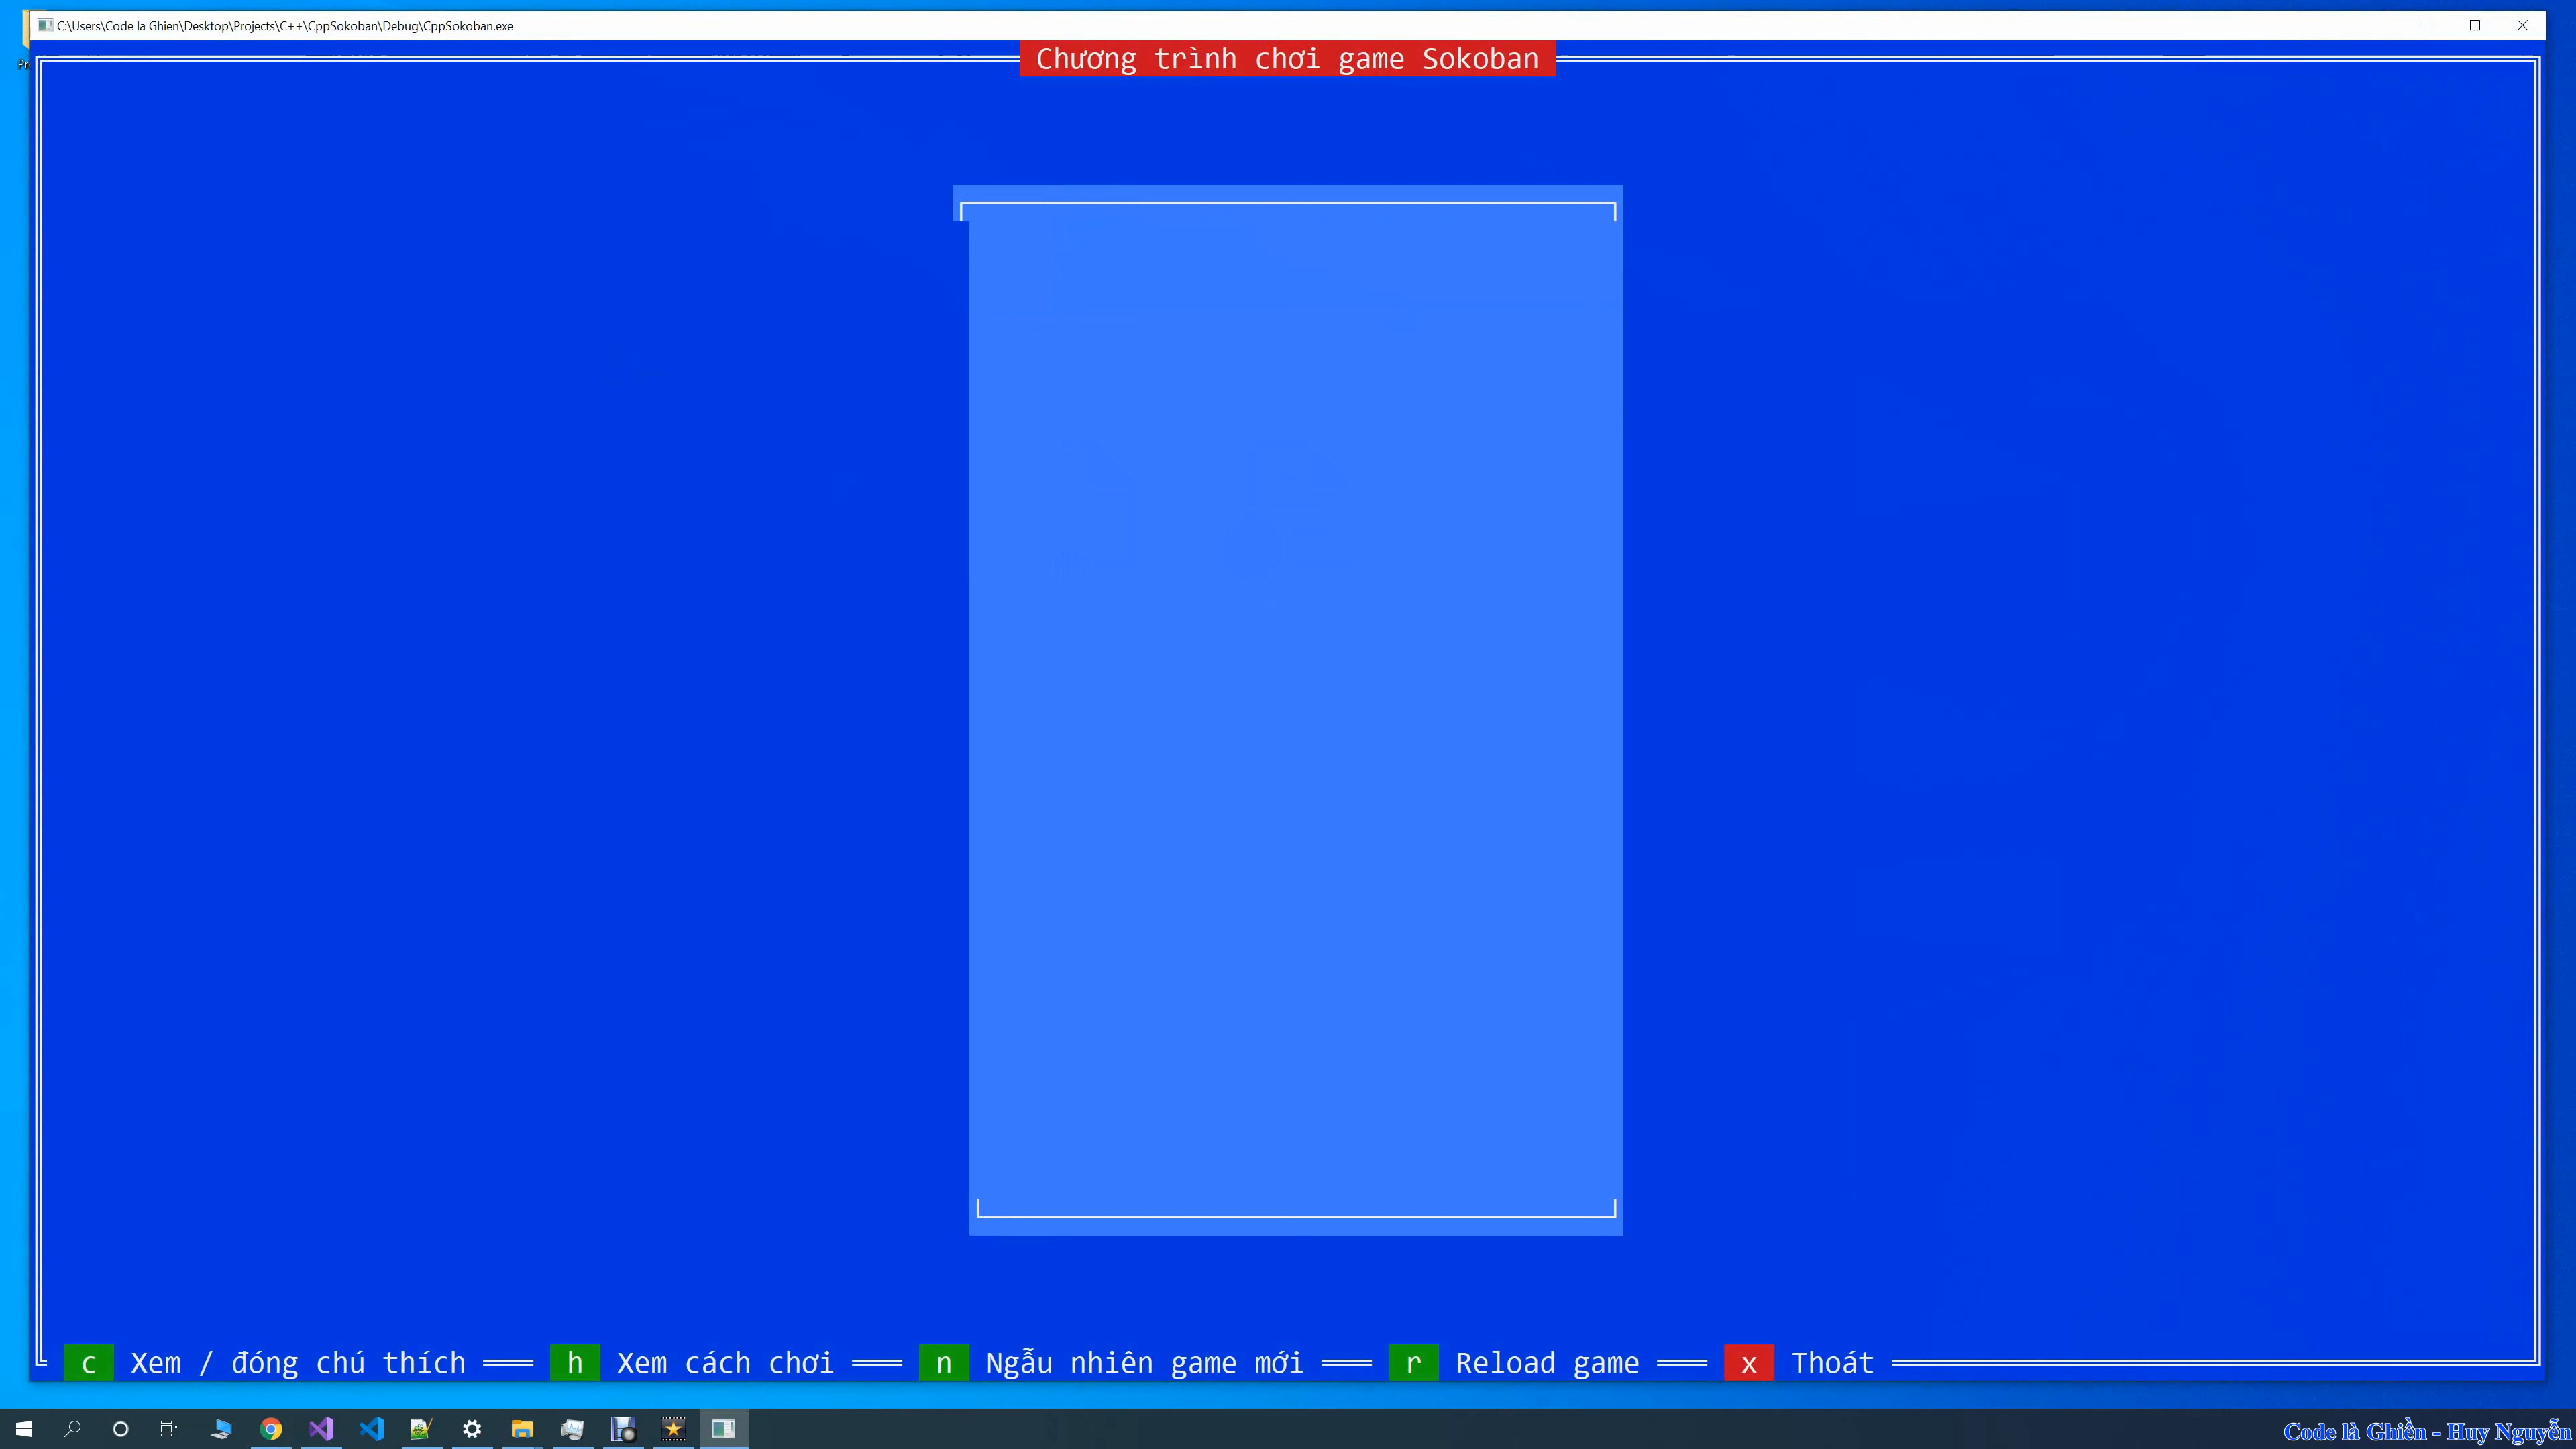 C:\Users\Code la Ghien\Desktop\Projects\C++\CppSokoban\Debug\CppSokoban.exe
Chương trình chơi game Sokoban
c Xem / đóng chú thích h Xem cách chơi n Ngẫu nhiên game mới r Reload game x Thoát
Code là Ghiền - Huy Nguyễn